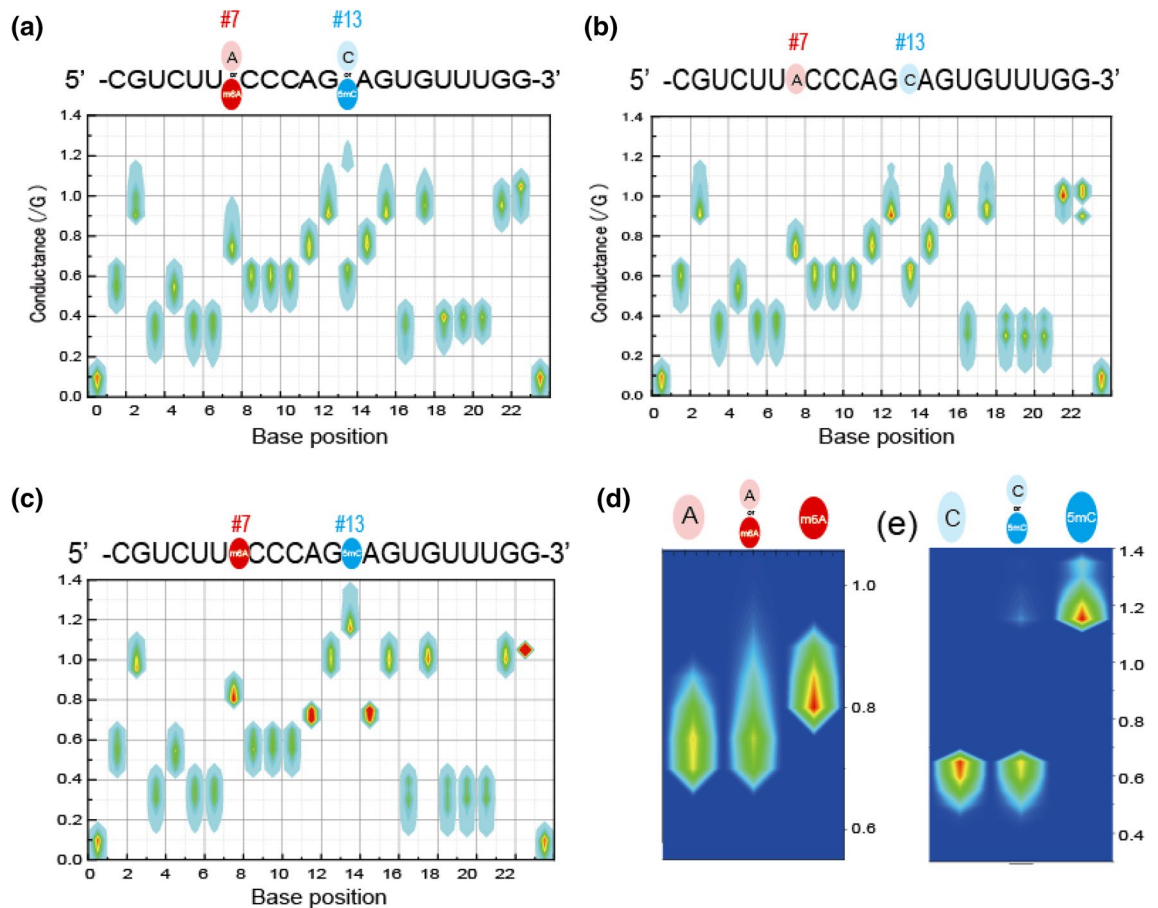 (a)
#7 #13
A C
or or
5' -CGUCUU CCCAG AGUGUUUGG-3'
m6A 5mC
1.4
1.2
1.0
0.8
0.6
0.4
0.2
0.0
Conductance (/G)
0 2 4 6 8 10 12 14 16 18 20 22
Base position
(b)
#7 #13
5' -CGUCUU A CCCAG C AGUGUUUGG-3'
1.4
1.2
1.0
0.8
0.6
0.4
0.2
0.0
Conductance (/G)
0 2 4 6 8 10 12 14 16 18 20 22
Base position
(c)
#7 #13
5' -CGUCUU m6A CCCAG 5mC AGUGUUUGG-3'
1.4
1.2
1.0
0.8
0.6
0.4
0.2
0.0
Conductance (/G)
0 2 4 6 8 10 12 14 16 18 20 22
Base position
(d)
A
A
or
m6A
m6A
1.0
0.8
0.6
(e)
C
C
or
5mC
5mC
1.4
1.2
1.0
0.8
0.6
0.4